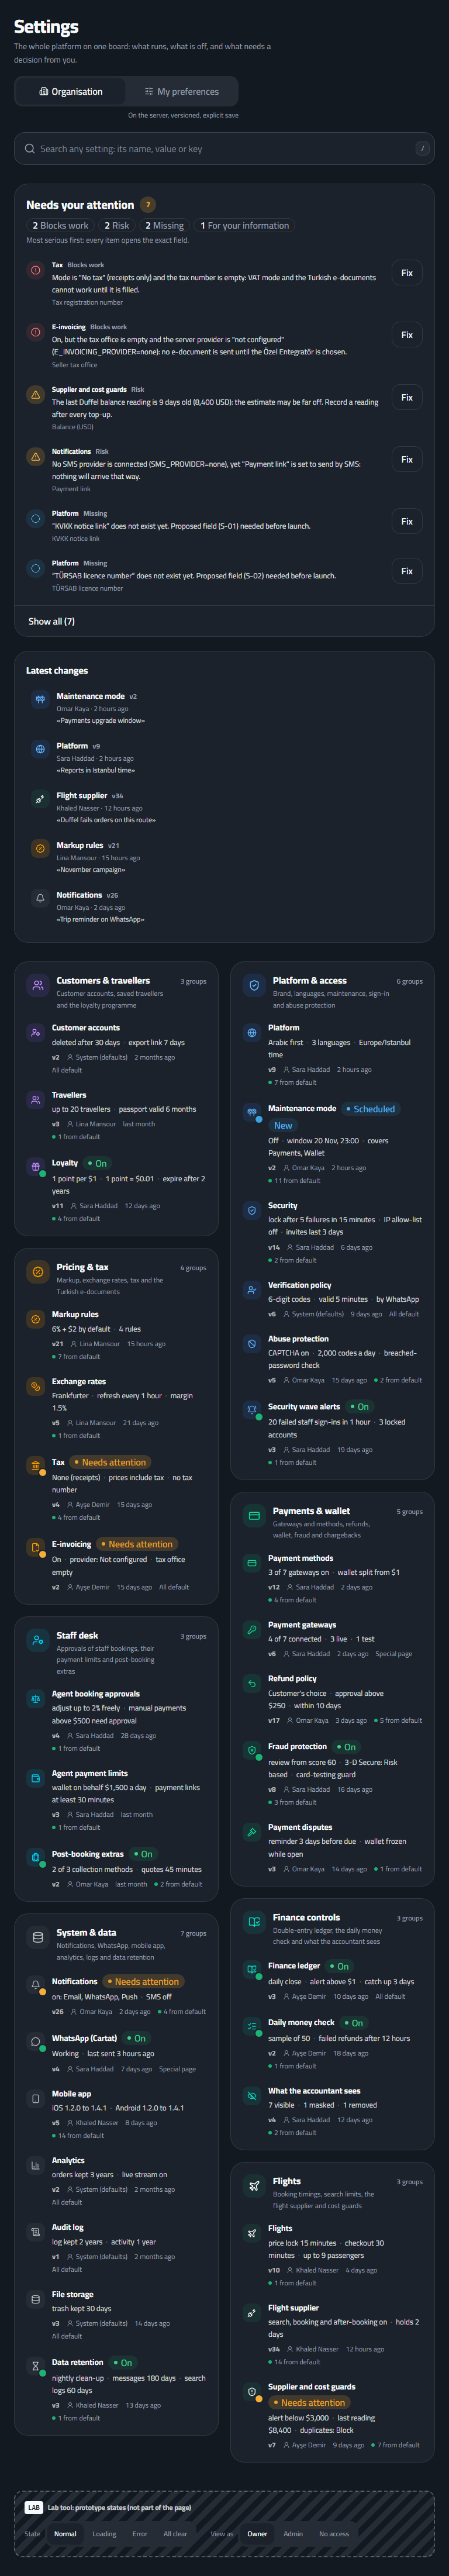 Settings
The whole platform on one board: what runs, what is off, and what needs a
decision from you.
Organisation
My preferences
On the server, versioned, explicit save
Search any setting: its name, value or key
/
Needs your attention 7
2 Blocks work
2 Risk
2 Missing
1 For your information
Most serious first: every item opens the exact field.
Tax Blocks work
Mode is "No tax" (receipts only) and the tax number is empty: VAT mode and the Turkish e-documents
cannot work until it is filled.
Tax registration number
Fix
E-invoicing Blocks work
On, but the tax office is empty and the server provider is "not configured"
(E_INVOICING_PROVIDER=none): no e-document is sent until the Özel Entegratör is chosen.
Seller tax office
Fix
Supplier and cost guards Risk
The last Duffel balance reading is 9 days old (8,400 USD): the estimate may be far off. Record a reading
after every top-up.
Balance (USD)
Fix
Notifications Risk
No SMS provider is connected (SMS_PROVIDER=none), yet "Payment link" is set to send by SMS:
nothing will arrive that way.
Payment link
Fix
Platform Missing
"KVKK notice link" does not exist yet. Proposed field (S-01) needed before launch.
KVKK notice link
Fix
Platform Missing
"TÜRSAB licence number" does not exist yet. Proposed field (S-02) needed before launch.
TÜRSAB licence number
Fix
Show all (7)
Latest changes
Maintenance mode v2
Omar Kaya · 2 hours ago
«Payments upgrade window»
Platform v9
Sara Haddad · 2 hours ago
«Reports in Istanbul time»
Flight supplier v34
Khaled Nasser · 12 hours ago
«Duffel fails orders on this route»
Markup rules v21
Lina Mansour · 15 hours ago
«November campaign»
Notifications v26
Omar Kaya · 2 days ago
«Trip reminder on WhatsApp»
Customers & travellers 3 groups
Customer accounts, saved travellers
and the loyalty programme
Customer accounts
deleted after 30 days · export link 7 days
v2 System (defaults) 2 months ago
All default
Travellers
up to 20 travellers · passport valid 6 months
v3 Lina Mansour last month
1 from default
Loyalty On
1 point per $1 · 1 point = $0.01 · expire after 2
years
v11 Sara Haddad 12 days ago
4 from default
Pricing & tax 4 groups
Markup, exchange rates, tax and the
Turkish e-documents
Markup rules
6% + $2 by default · 4 rules
v21 Lina Mansour 15 hours ago
7 from default
Exchange rates
Frankfurter · refresh every 1 hour · margin
1.5%
v5 Lina Mansour 21 days ago
1 from default
Tax Needs attention
None (receipts) · prices include tax · no tax
number
v4 Ayşe Demir 15 days ago
4 from default
E-invoicing Needs attention
On · provider: Not configured · tax office
empty
v2 Ayşe Demir 15 days ago All default
Staff desk 3 groups
Approvals of staff bookings, their
payment limits and post-booking
extras
Agent booking approvals
adjust up to 2% freely · manual payments
above $500 need approval
v4 Sara Haddad 28 days ago
1 from default
Agent payment limits
wallet on behalf $1,500 a day · payment links
at least 30 minutes
v3 Sara Haddad last month
1 from default
Post-booking extras On
2 of 3 collection methods · quotes 45 minutes
v2 Omar Kaya last month 2 from default
System & data 7 groups
Notifications, WhatsApp, mobile app,
analytics, logs and data retention
Notifications Needs attention
on: Email, WhatsApp, Push · SMS off
v26 Omar Kaya 2 days ago 4 from default
WhatsApp (Cartat) On
Working · last sent 3 hours ago
v4 Sara Haddad 7 days ago Special page
Mobile app
iOS 1.2.0 to 1.4.1 · Android 1.2.0 to 1.4.1
v5 Khaled Nasser 8 days ago
14 from default
Analytics
orders kept 3 years · live stream on
v2 System (defaults) 2 months ago
All default
Audit log
log kept 2 years · activity 1 year
v1 System (defaults) 2 months ago
All default
File storage
trash kept 30 days
v3 System (defaults) 14 days ago
All default
Data retention On
nightly clean-up · messages 180 days · search
logs 60 days
v3 Khaled Nasser 13 days ago
1 from default
Platform & access 6 groups
Brand, languages, maintenance, sign-in
and abuse protection
Platform
Arabic first · 3 languages · Europe/Istanbul
time
v9 Sara Haddad 2 hours ago
7 from default
Maintenance mode Scheduled
New
Off · window 20 Nov, 23:00 · covers
Payments, Wallet
v2 Omar Kaya 2 hours ago
11 from default
Security
lock after 5 failures in 15 minutes · IP allow-list
off · invites last 3 days
v14 Sara Haddad 6 days ago
2 from default
Verification policy
6-digit codes · valid 5 minutes · by WhatsApp
v6 System (defaults) 9 days ago All default
Abuse protection
CAPTCHA on · 2,000 codes a day · breached-
password check
v5 Omar Kaya 15 days ago 2 from default
Security wave alerts On
20 failed staff sign-ins in 1 hour · 3 locked
accounts
v3 Sara Haddad 19 days ago
1 from default
Payments & wallet 5 groups
Gateways and methods, refunds,
wallet, fraud and chargebacks
Payment methods
3 of 7 gateways on · wallet split from $1
v12 Sara Haddad 2 days ago
4 from default
Payment gateways
4 of 7 connected · 3 live · 1 test
v6 Sara Haddad 2 days ago Special page
Refund policy
Customer's choice · approval above
$250 · within 10 days
v17 Omar Kaya 3 days ago 5 from default
Fraud protection On
review from score 60 · 3-D Secure: Risk
based · card-testing guard
v8 Sara Haddad 16 days ago
3 from default
Payment disputes
reminder 3 days before due · wallet frozen
while open
v3 Omar Kaya 14 days ago 1 from default
Finance controls 3 groups
Double-entry ledger, the daily money
check and what the accountant sees
Finance ledger On
daily close · alert above $1 · catch up 3 days
v3 Ayşe Demir 10 days ago All default
Daily money check On
sample of 50 · failed refunds after 12 hours
v2 Ayşe Demir 18 days ago
1 from default
What the accountant sees
7 visible · 1 masked · 1 removed
v4 Sara Haddad 12 days ago
2 from default
Flights 3 groups
Booking timings, search limits, the
flight supplier and cost guards
Flights
price lock 15 minutes · checkout 30
minutes · up to 9 passengers
v10 Khaled Nasser 4 days ago
1 from default
Flight supplier
search, booking and after-booking on · holds 2
days
v34 Khaled Nasser 12 hours ago
14 from default
Supplier and cost guards
Needs attention
alert below $3,000 · last reading
$8,400 · duplicates: Block
v7 Ayşe Demir 9 days ago 7 from default
LAB Lab tool: prototype states (not part of the page)
State Normal Loading Error All clear View as Owner Admin No access